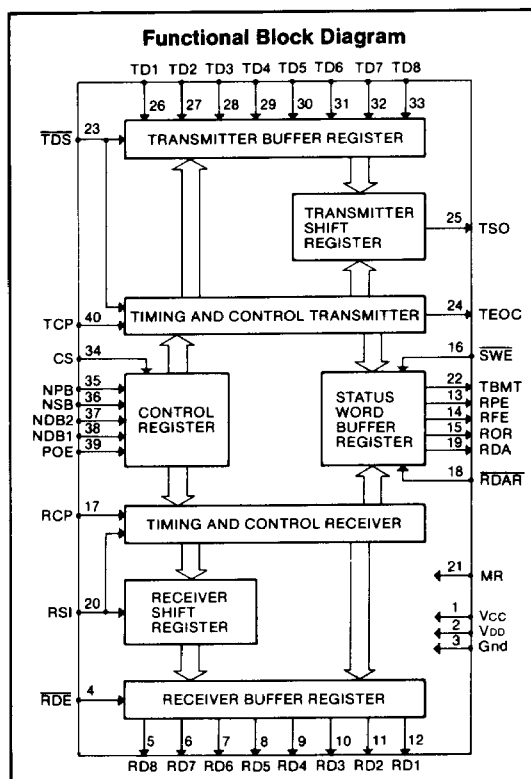 Functional Block Diagram
TD1 TD2 TD3 TD4 TD5 TD6 TD7 TD8
26 27 28 29 30 31 32 33
TDS 23
TRANSMITTER BUFFER REGISTER
TRANSMITTER
SHIFT
REGISTER
25 TSO
TCP 40
TIMING AND CONTROL TRANSMITTER
24 TEOC
CS 34
16 SWE
NPB 35
NSB 36
NDB2 37
NDB1 38
POE 39
CONTROL
REGISTER
STATUS
WORD
BUFFER
REGISTER
22 TBMT
13 RPE
14 RFE
15 ROR
19 RDA
18 RDAR
RCP 17
TIMING AND CONTROL RECEIVER
21 MR
RSI 20
RECEIVER
SHIFT
REGISTER
1 VCC
2 VDD
3 Gnd
RDE 4
RECEIVER BUFFER REGISTER
5 6 7 8 9 10 11 12
RD8 RD7 RD6 RD5 RD4 RD3 RD2 RD1